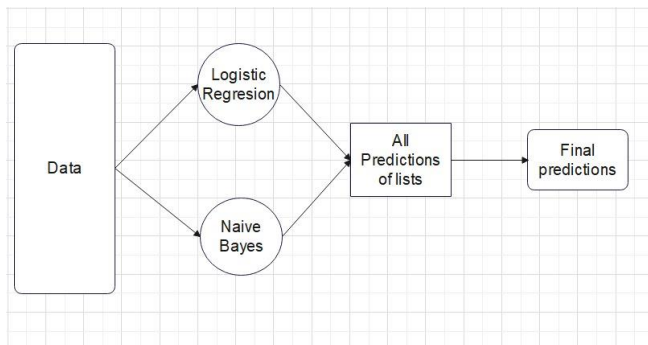 Data
Logistic
Regresion
Naive
Bayes
All
Predictions
of lists
Final
predictions